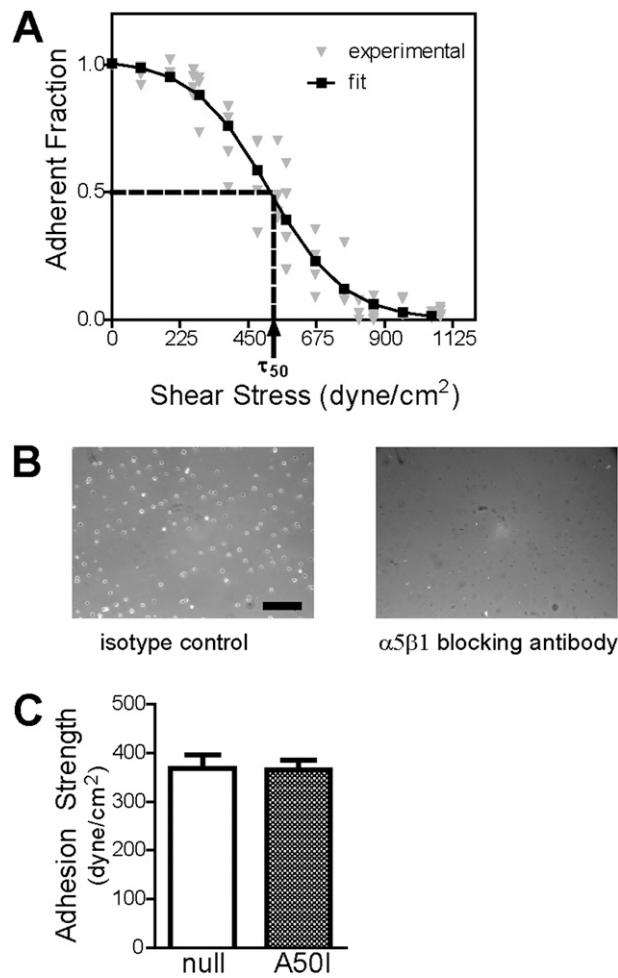 A
Adherent Fraction
1.0
0.5
0.0
experimental
fit
0 225 450 675 900 1125
τ50
Shear Stress (dyne/cm²)
B
isotype control
α5β1 blocking antibody
C
Adhesion Strength
(dyne/cm²)
500
400
300
200
100
0
null A50I